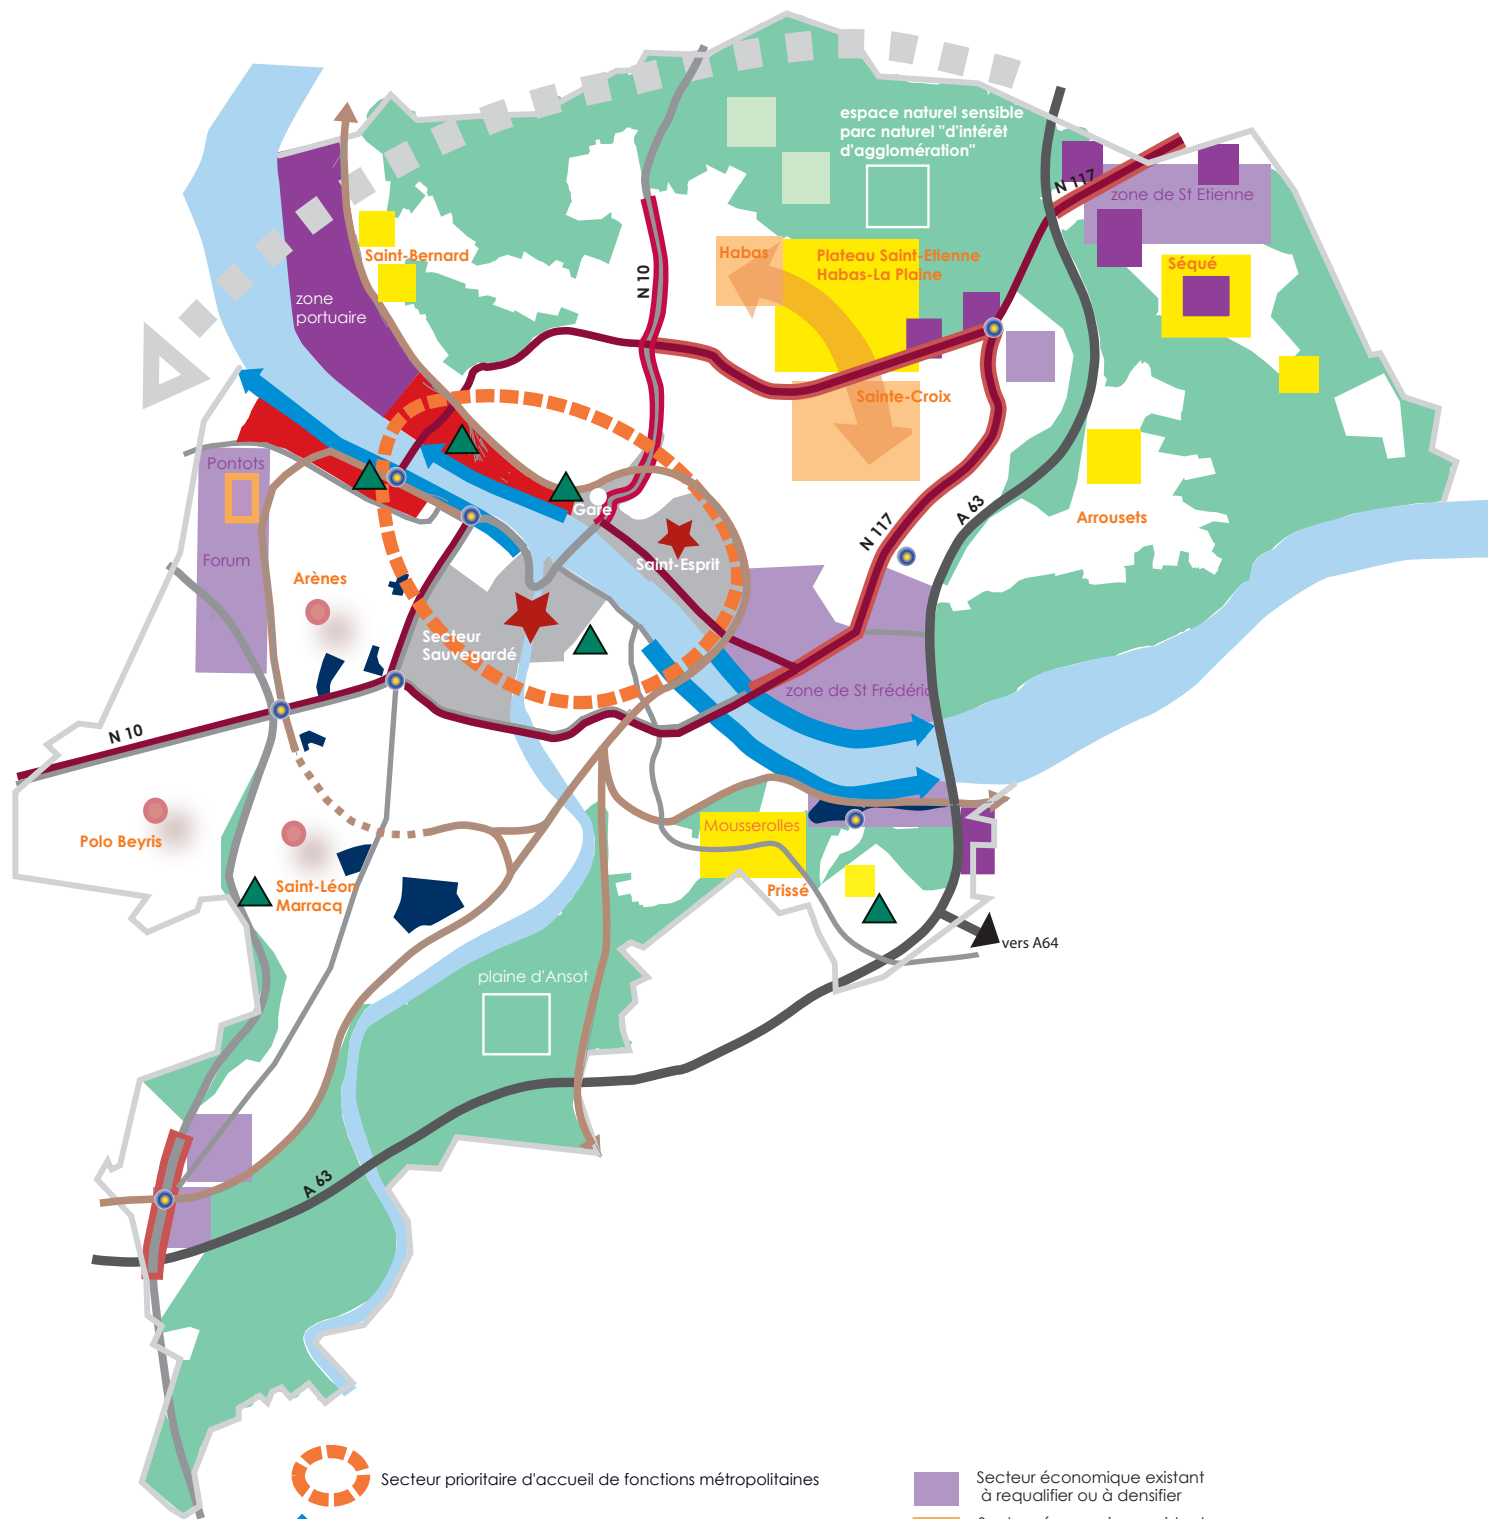 espace naturel sensible
parc naturel "d'intérêt
d'agglomération"
N 117
zone de St Etienne
Saint-Bernard
Habas
Plateau Saint-Etienne
Habas-La Plaine
Séqué
N 10
zone
portuaire
Sainte-Croix
Pontots
Gare
Arrousets
A 63
N 117
Forum
Saint-Esprit
Arènes
Secteur
Sauvegardé
zone de St Frédéric
N 10
Polo Beyris
Mousserolles
Saint-Léon
Marracq
Prissé
vers A64
plaine d'Ansot
A 63
Secteur prioritaire d'accueil de fonctions métropolitaines
Secteur économique existant
à requalifier ou à densifier